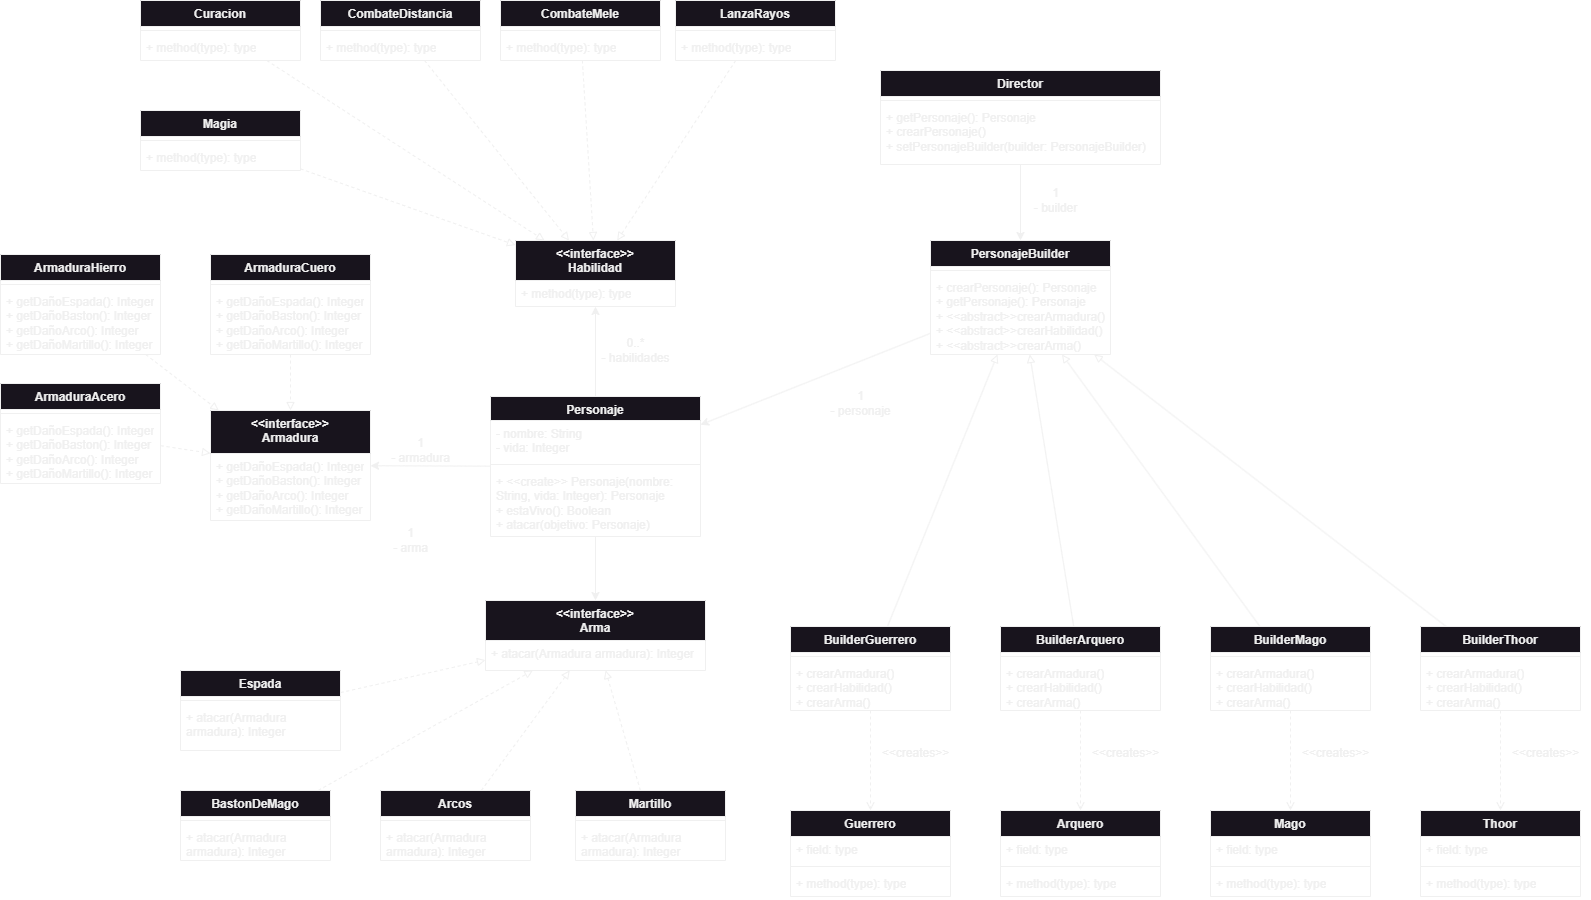 Curacion
+ method(type): type
CombateDistancia
+ method(type): type
CombateMele
+ method(type): type
LanzaRayos
+ method(type): type
Director
+ getPersonaje(): Personaje
+ crearPersonaje()
+ setPersonajeBuilder(builder: PersonajeBuilder)
Magia
+ method(type): type
1
- builder
<<interface>>
Habilidad
+ method(type): type
PersonajeBuilder
+ crearPersonaje(): Personaje
+ getPersonaje(): Personaje
+ <<abstract>>crearArmadura()
+ <<abstract>>crearHabilidad()
+ <<abstract>>crearArma()
ArmaduraHierro
+ getDañoEspada(): Integer
+ getDañoBaston(): Integer
+ getDañoArco(): Integer
+ getDañoMartillo(): Integer
ArmaduraCuero
+ getDañoEspada(): Integer
+ getDañoBaston(): Integer
+ getDañoArco(): Integer
+ getDañoMartillo(): Integer
0..*
- habilidades
ArmaduraAcero
+ getDañoEspada(): Integer
+ getDañoBaston(): Integer
+ getDañoArco(): Integer
+ getDañoMartillo(): Integer
<<interface>>
Armadura
+ getDañoEspada(): Integer
+ getDañoBaston(): Integer
+ getDañoArco(): Integer
+ getDañoMartillo(): Integer
1
- armadura
Personaje
- nombre: String
- vida: Integer
+ <<create>> Personaje(nombre:
String, vida: Integer): Personaje
+ estaVivo(): Boolean
+ atacar(objetivo: Personaje)
1
- personaje
1
- arma
<<interface>>
Arma
+ atacar(Armadura armadura): Integer
Espada
+ atacar(Armadura
armadura): Integer
BastonDeMago
+ atacar(Armadura
armadura): Integer
Arcos
+ atacar(Armadura
armadura): Integer
Martillo
+ atacar(Armadura
armadura): Integer
BuilderGuerrero
+ crearArmadura()
+ crearHabilidad()
+ crearArma()
BuilderArquero
+ crearArmadura()
+ crearHabilidad()
+ crearArma()
BuilderMago
+ crearArmadura()
+ crearHabilidad()
+ crearArma()
BuilderThoor
+ crearArmadura()
+ crearHabilidad()
+ crearArma()
<<creates>>
<<creates>>
<<creates>>
<<creates>>
Guerrero
+ field: type
+ method(type): type
Arquero
+ field: type
+ method(type): type
Mago
+ field: type
+ method(type): type
Thoor
+ field: type
+ method(type): type